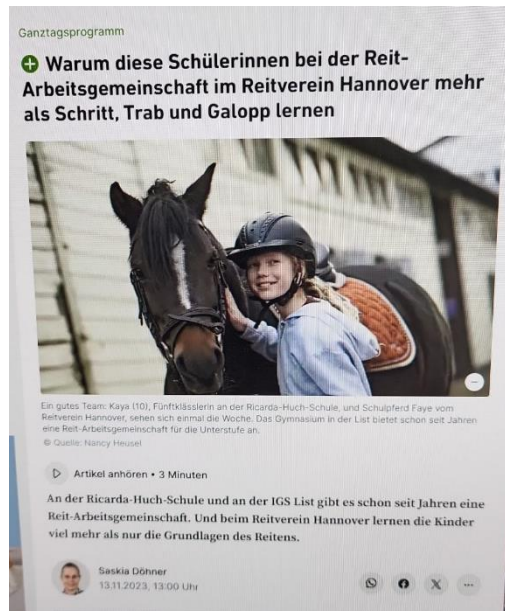 Ganztagsprogramm
Warum diese Schülerinnen bei der Reit-
Arbeitsgemeinschaft im Reitverein Hannover mehr
als Schritt, Trab und Galopp lernen
Ein gutes Team: Kaya (10), Fünftklässlerin an der Ricarda-Huch-Schule, und Schulpferd Faye vom
Reitverein Hannover, sehen sich einmal die Woche. Das Gymnasium in der List bietet schon seit Jahren
eine Reit-Arbeitsgemeinschaft für die Unterstufe an.
© Quelle: Nancy Heusel
Artikel anhören • 3 Minuten
An der Ricarda-Huch-Schule und an der IGS List gibt es schon seit Jahren eine
Reit-Arbeitsgemeinschaft. Und beim Reitverein Hannover lernen die Kinder
viel mehr als nur die Grundlagen des Reitens.
Saskia Döhner
13.11.2023, 13:00 Uhr